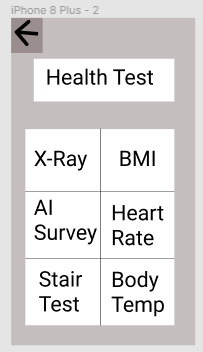 iPhone 8 Plus - 2
Health Test
X-Ray
BMI
AI
Survey
Heart
Rate
Stair
Test
Body
Temp